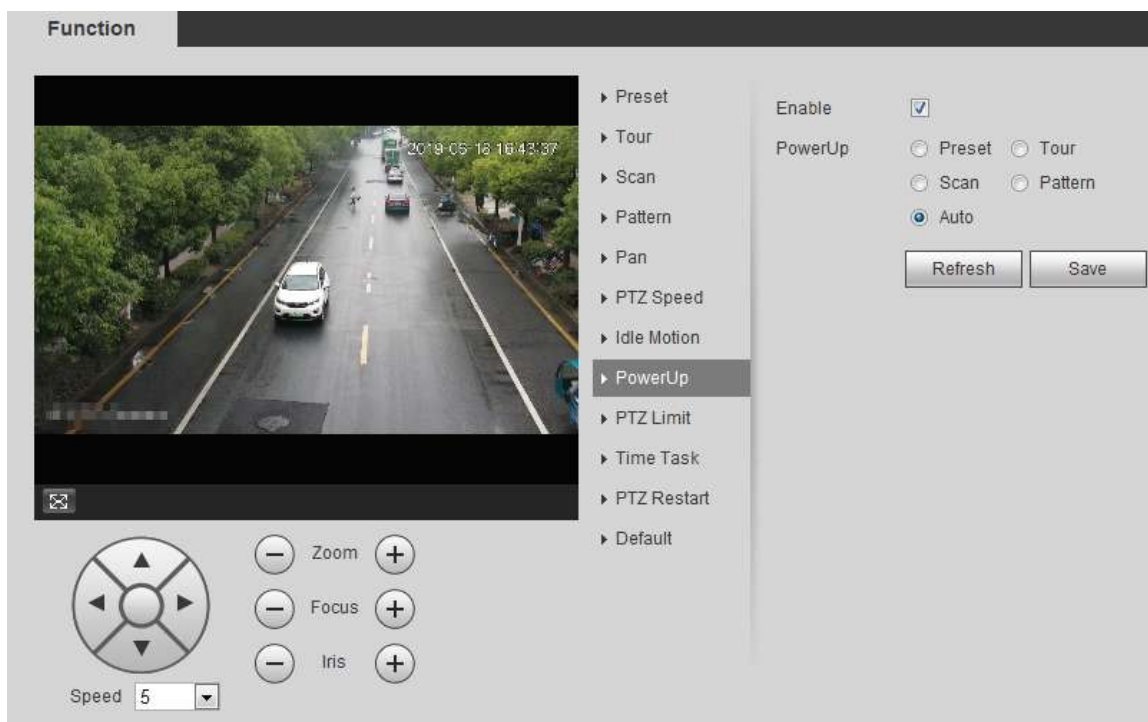 Function
2019-05-18 16:43:37
Preset
Tour
Scan
Pattern
Pan
PTZ Speed
Idle Motion
PowerUp
PTZ Limit
Time Task
PTZ Restart
Default
Enable
PowerUp
Preset Tour
Scan Pattern
Auto
Refresh Save
Zoom
Focus
Iris
Speed 5